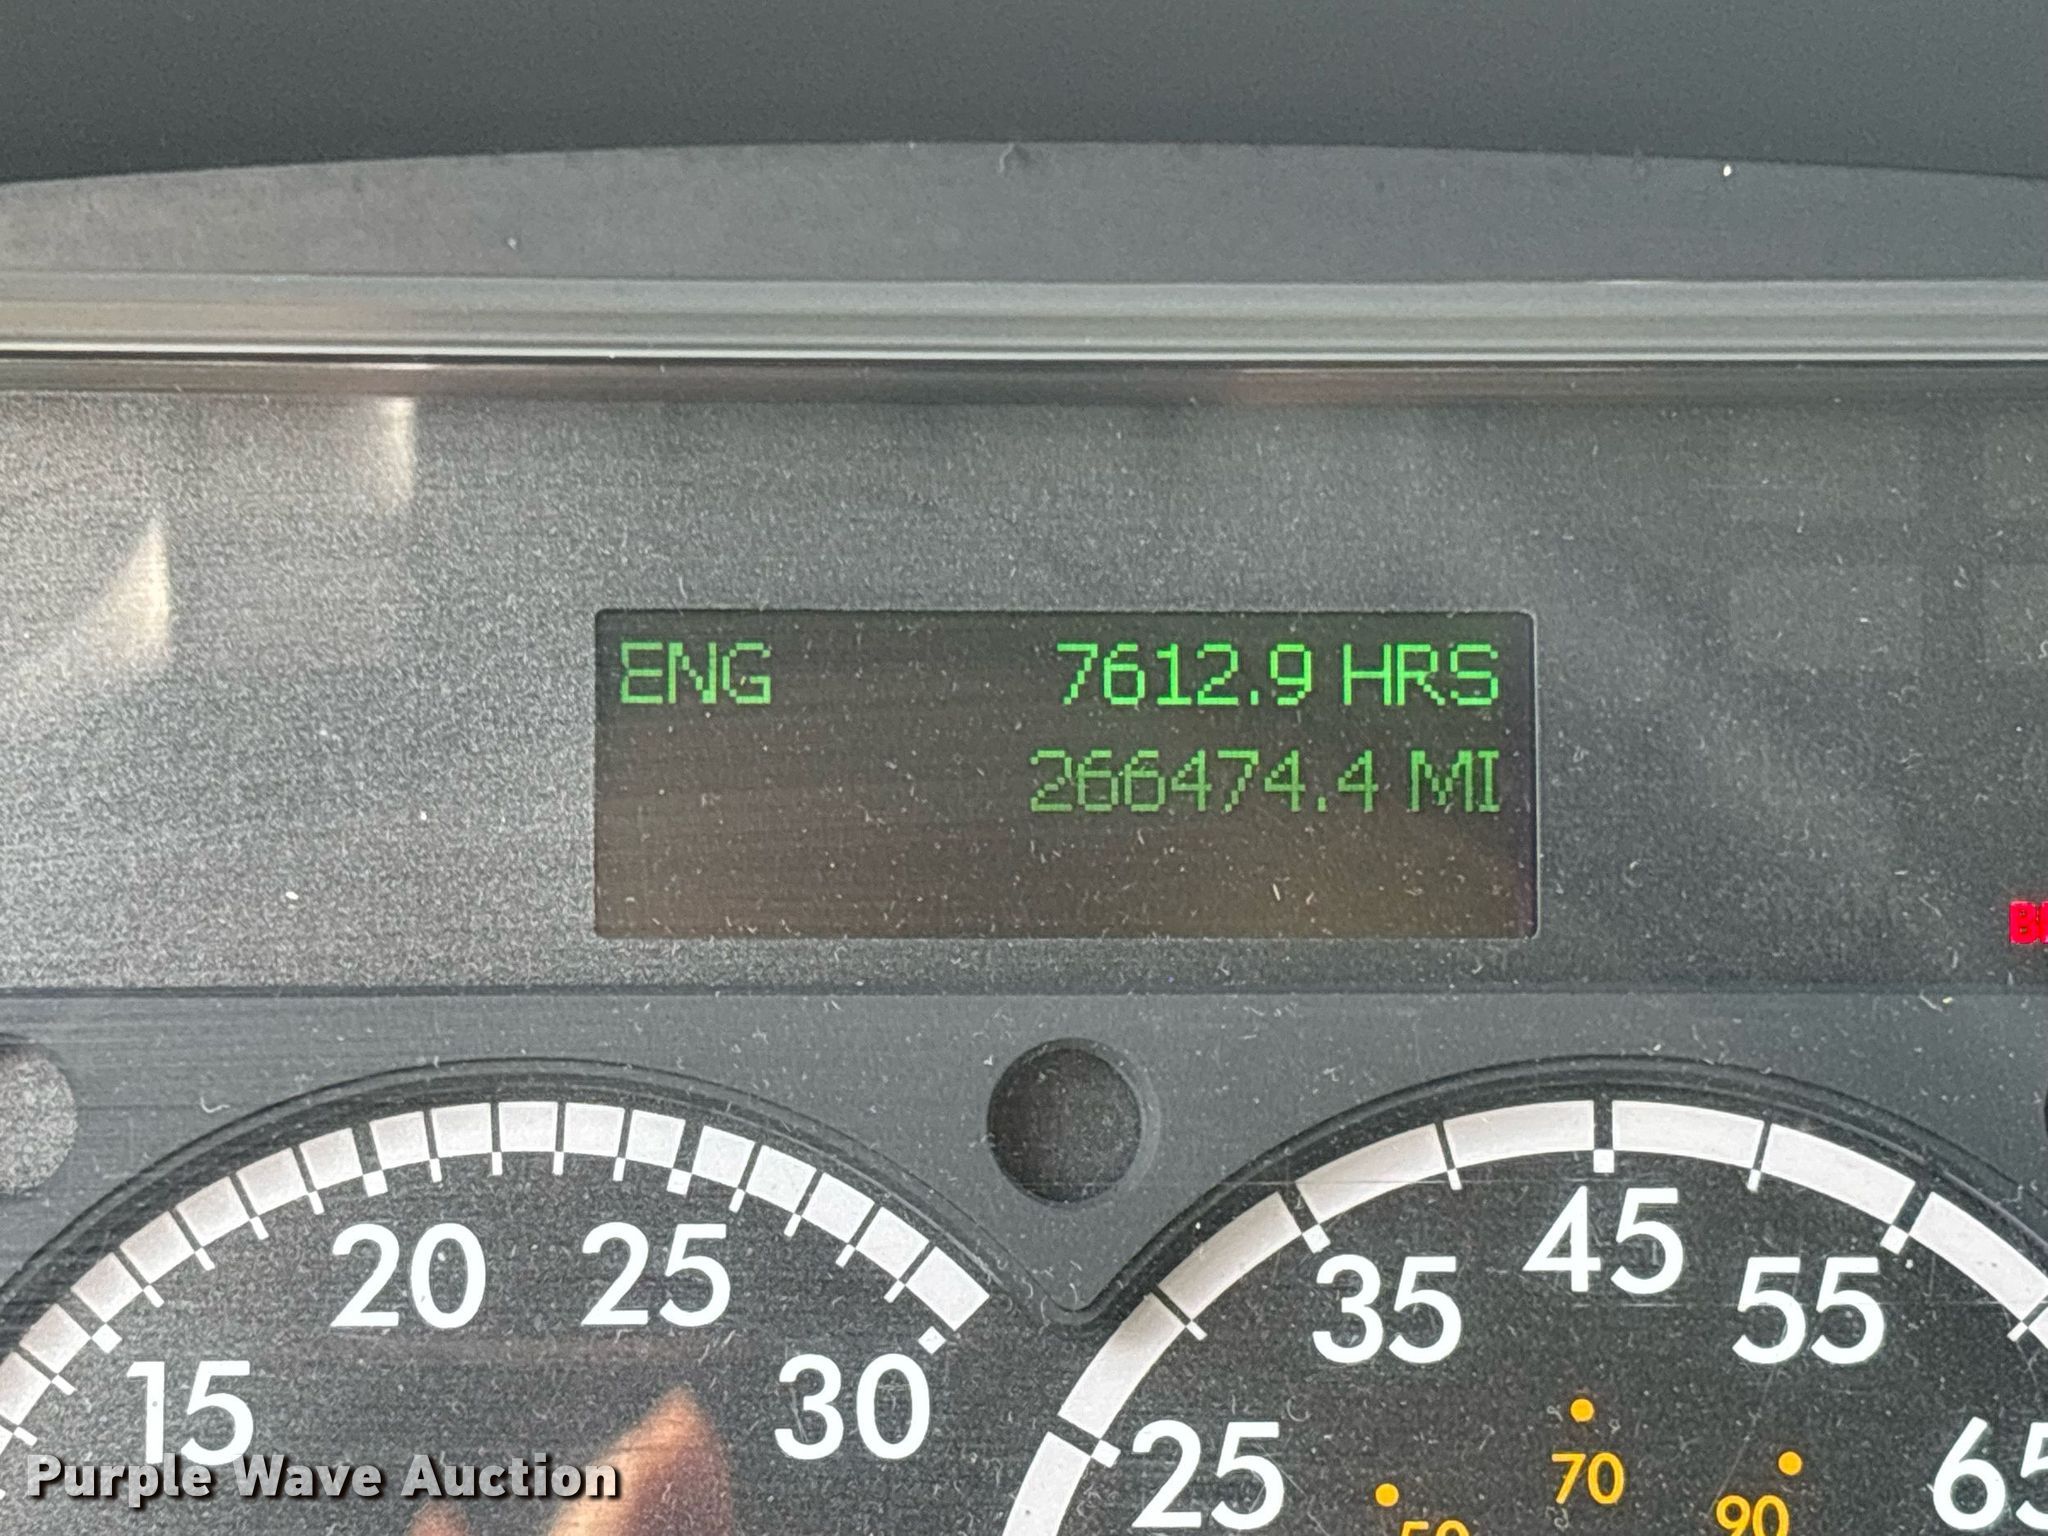 ENG 7612.9 HRS
266474.4 MI
15 20 25 30
25 35 45 55
70 90
Purple Wave Auction